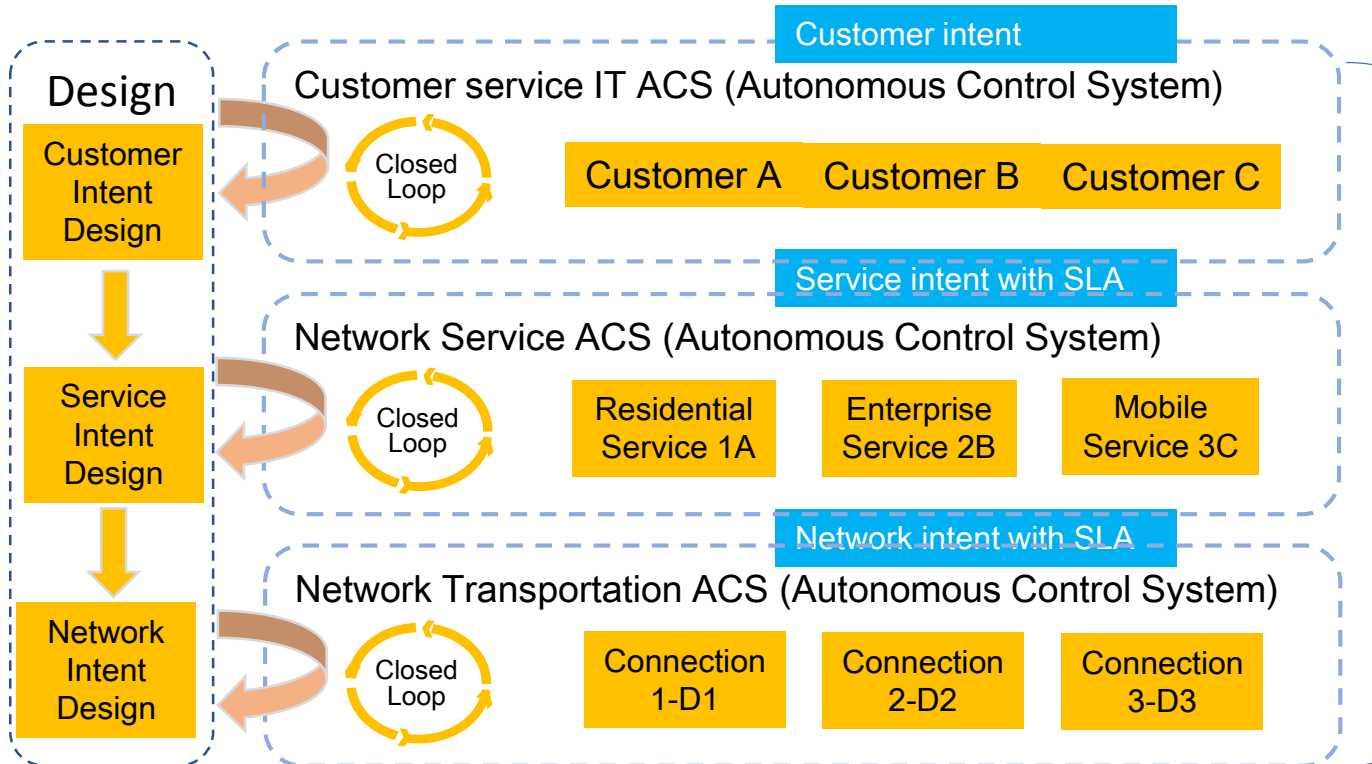 Design
Customer
Intent
Design
Service
Intent
Design
Network
Intent
Design
Customer intent
Customer service IT ACS (Autonomous Control System)
Closed
Loop
Customer A
Customer B
Customer C
Service intent with SLA
Network Service ACS (Autonomous Control System)
Closed
Loop
Residential
Service 1A
Enterprise
Service 2B
Mobile
Service 3C
Network intent with SLA
Network Transportation ACS (Autonomous Control System)
Closed
Loop
Connection
1-D1
Connection
2-D2
Connection
3-D3